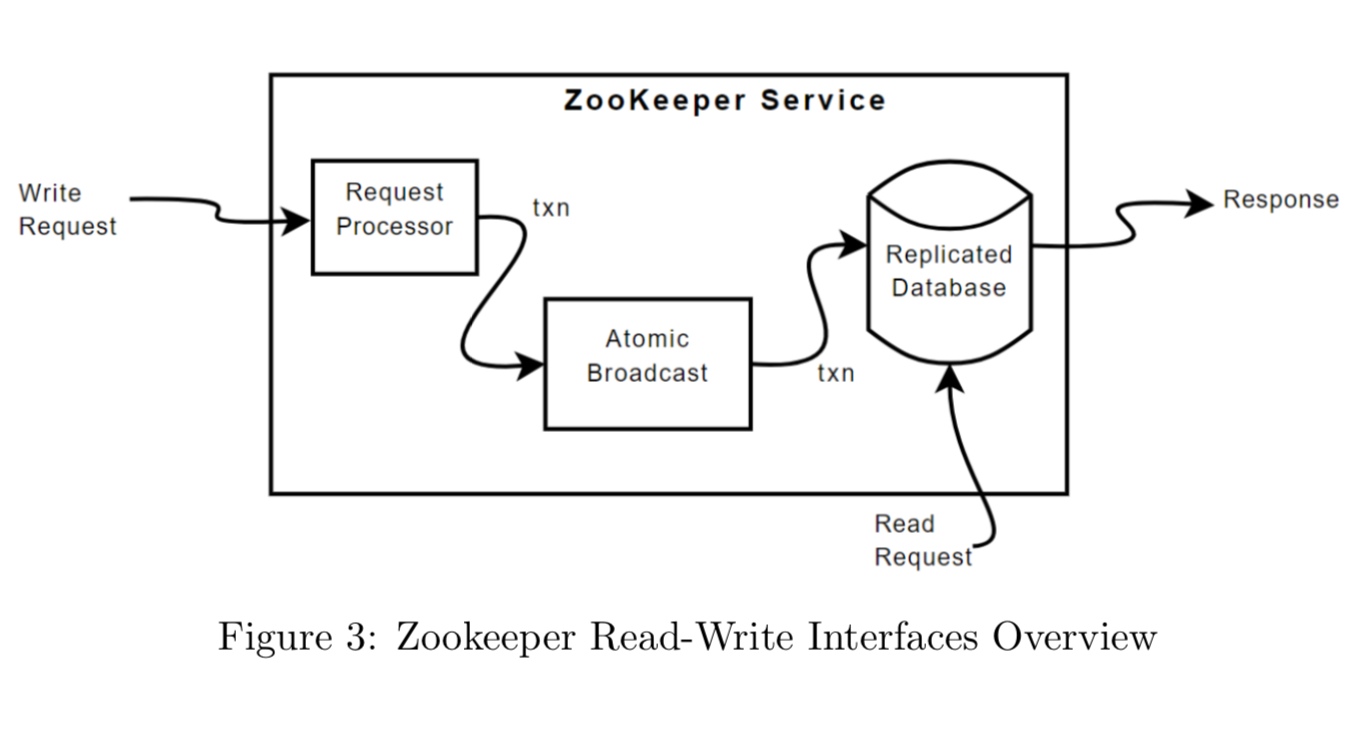 ZooKeeper Service
Write
Request
Request
Processor
txn
Atomic
Broadcast
txn
Replicated
Database
Response
Read
Request
Figure 3: Zookeeper Read-Write Interfaces Overview